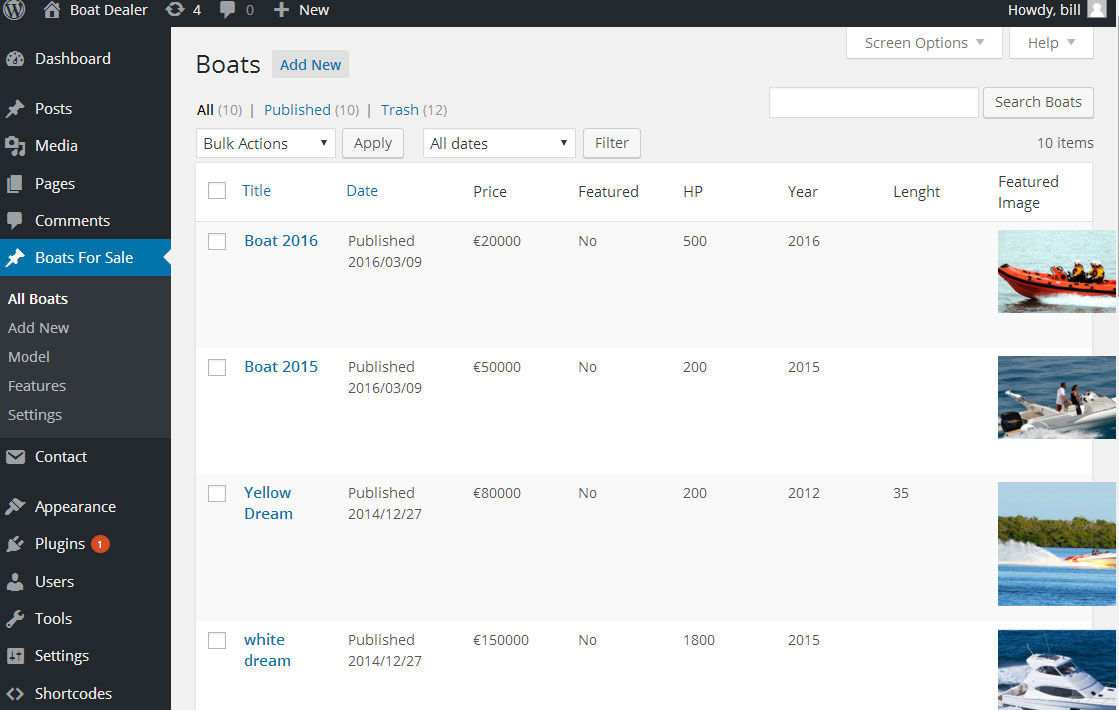 Boat Dealer 4 0 New Howdy, bill
Screen Options Help
Boats Add New
All (10) | Published (10) | Trash (12)
Search Boats
Bulk Actions Apply All dates Filter 10 items
Title Date Price Featured HP Year Lenght Featured
Image
Boat 2016 Published €20000 No 500 2016
2016/03/09
Boat 2015 Published €50000 No 200 2015
2016/03/09
Yellow Published €80000 No 200 2012 35
Dream 2014/12/27
white Published €150000 No 1800 2015
dream 2014/12/27
Dashboard
Posts
Media
Pages
Comments
Boats For Sale
All Boats
Add New
Model
Features
Settings
Contact
Appearance
Plugins 1
Users
Tools
Settings
Shortcodes